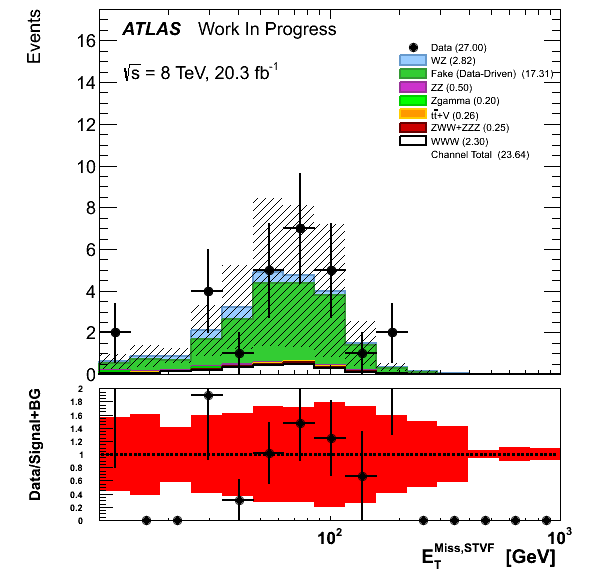 Events
ATLAS Work In Progress
√s = 8 TeV, 20.3 fb⁻¹
Data (27.00)
WZ (2.82)
Fake (Data-Driven) (17.31)
ZZ (0.50)
Zgamma (0.20)
tt̄+V (0.26)
ZWW+ZZZ (0.25)
WWW (2.30)
Channel Total (23.64)
16
14
12
10
8
6
4
2
0
Data/Signal+BG
2
1.8
1.6
1.4
1.2
1
0.8
0.6
0.4
0.2
0
10² 10³
E_T^Miss,STVF [GeV]